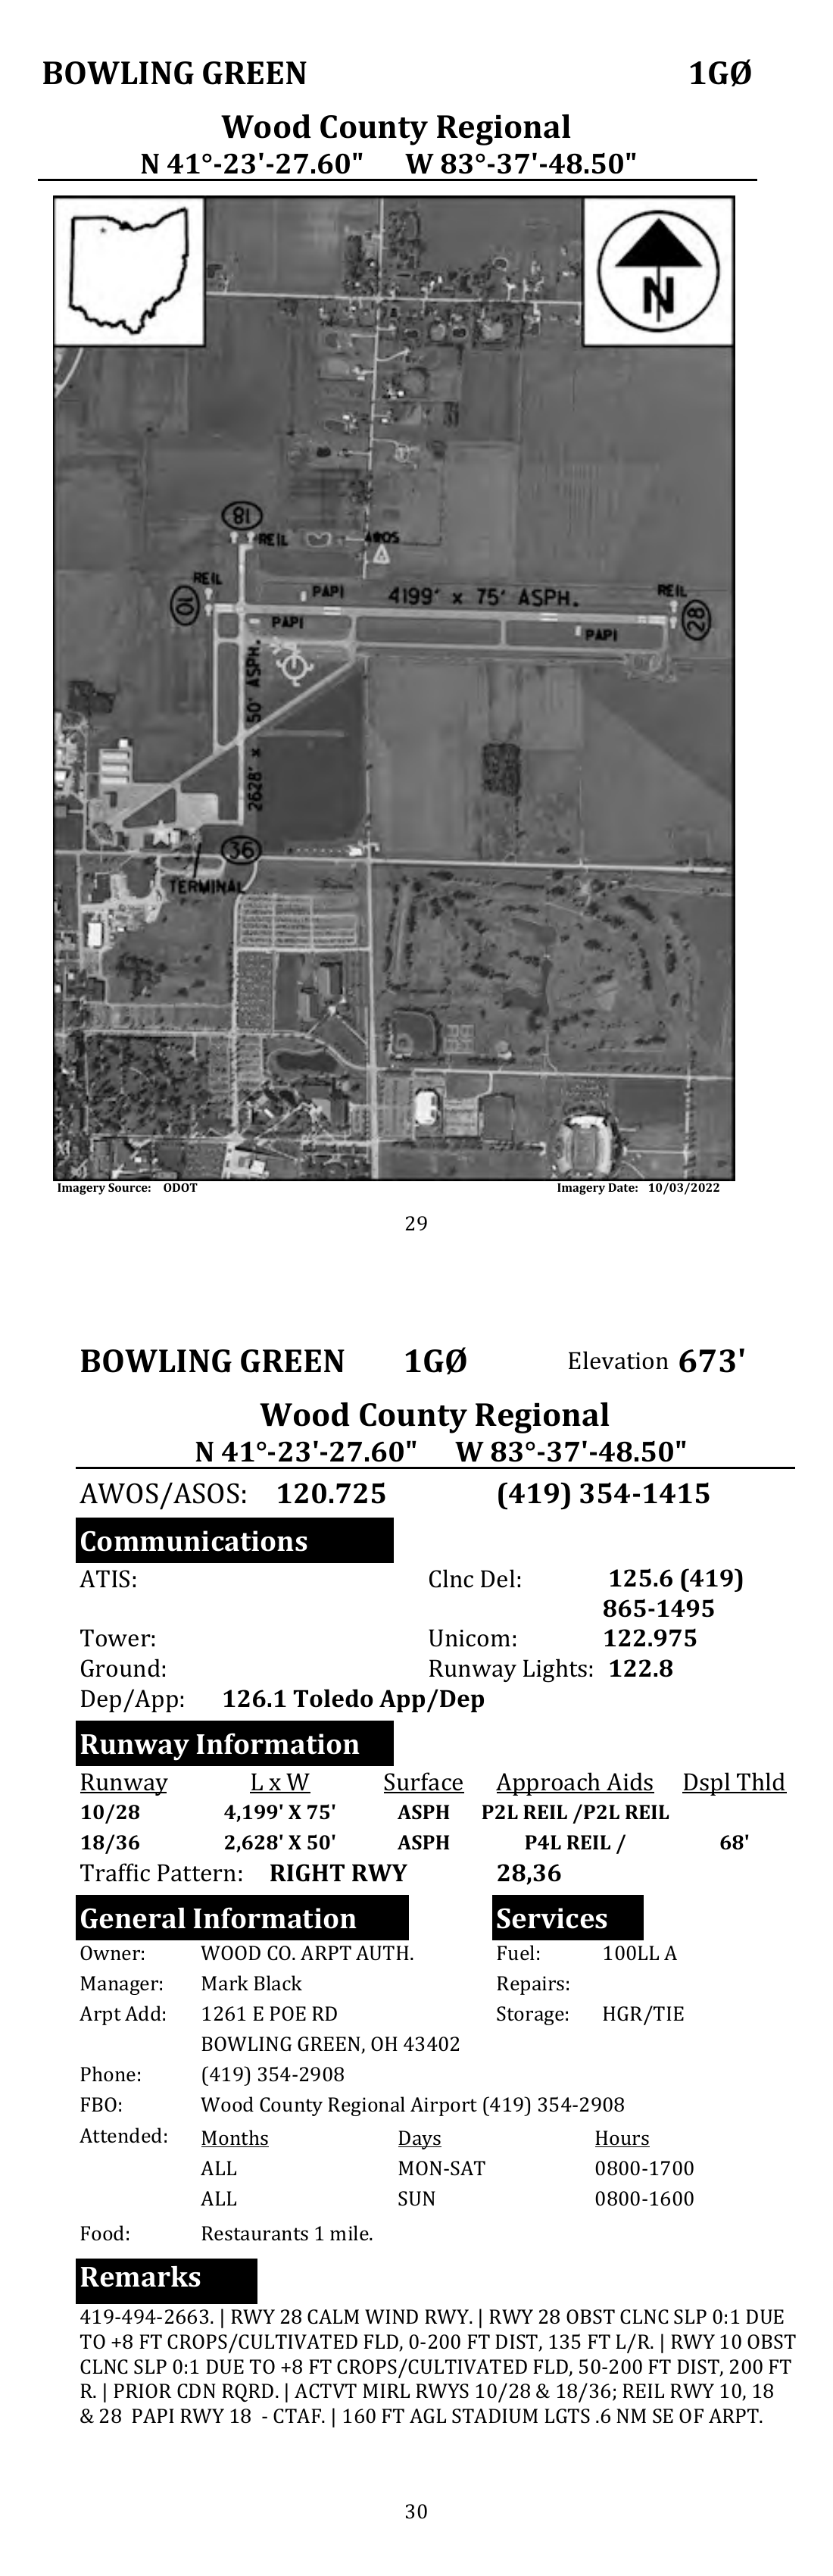 BOWLING GREEN 1GØ
Wood County Regional
N 41°-23'-27.60" W 83°-37'-48.50"
N
18
REIL
AWOS
REIL
10
PAPI
4199' x 75' ASPH.
REIL
28
PAPI
PAPI
2628' x 50' ASPH.
36
TERMINAL
Imagery Source: ODOT Imagery Date: 10/03/2022
29
BOWLING GREEN 1GØ Elevation 673'
Wood County Regional
N 41°-23'-27.60" W 83°-37'-48.50"
AWOS/ASOS: 120.725 (419) 354-1415
Communications
ATIS: Clnc Del: 125.6 (419)
865-1495
Tower: Unicom: 122.975
Ground: Runway Lights: 122.8
Dep/App: 126.1 Toledo App/Dep
Runway Information
Runway L x W Surface Approach Aids Dspl Thld
10/28 4,199' X 75' ASPH P2L REIL /P2L REIL
18/36 2,628' X 50' ASPH P4L REIL / 68'
Traffic Pattern: RIGHT RWY 28,36
General Information Services
Owner: WOOD CO. ARPT AUTH. Fuel: 100LL A
Manager: Mark Black Repairs:
Arpt Add: 1261 E POE RD Storage: HGR/TIE
BOWLING GREEN, OH 43402
Phone: (419) 354-2908
FBO: Wood County Regional Airport (419) 354-2908
Attended: Months Days Hours
ALL MON-SAT 0800-1700
ALL SUN 0800-1600
Food: Restaurants 1 mile.
Remarks
419-494-2663. | RWY 28 CALM WIND RWY. | RWY 28 OBST CLNC SLP 0:1 DUE
TO +8 FT CROPS/CULTIVATED FLD, 0-200 FT DIST, 135 FT L/R. | RWY 10 OBST
CLNC SLP 0:1 DUE TO +8 FT CROPS/CULTIVATED FLD, 50-200 FT DIST, 200 FT
R. | PRIOR CDN RQRD. | ACTVT MIRL RWYS 10/28 & 18/36; REIL RWY 10, 18
& 28 PAPI RWY 18 - CTAF. | 160 FT AGL STADIUM LGTS .6 NM SE OF ARPT.
30